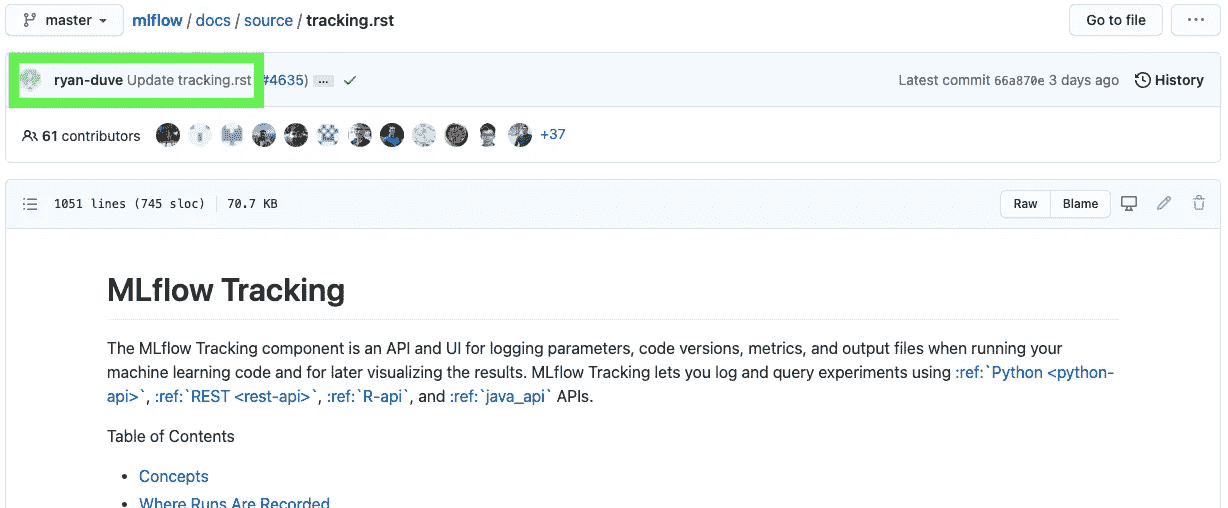 master mlflow / docs / source / tracking.rst Go to file ...
ryan-duve Update tracking.rst #4635) ... Latest commit 66a870e 3 days ago History
61 contributors +37
1051 lines (745 sloc) 70.7 KB Raw Blame
MLflow Tracking
The MLflow Tracking component is an API and UI for logging parameters, code versions, metrics, and output files when running your
machine learning code and for later visualizing the results. MLflow Tracking lets you log and query experiments using :ref:`Python <python-
api>`, :ref:`REST <rest-api>`, :ref:`R-api`, and :ref:`java_api` APIs.
Table of Contents
• Concepts
• Where Runs Are Recorded